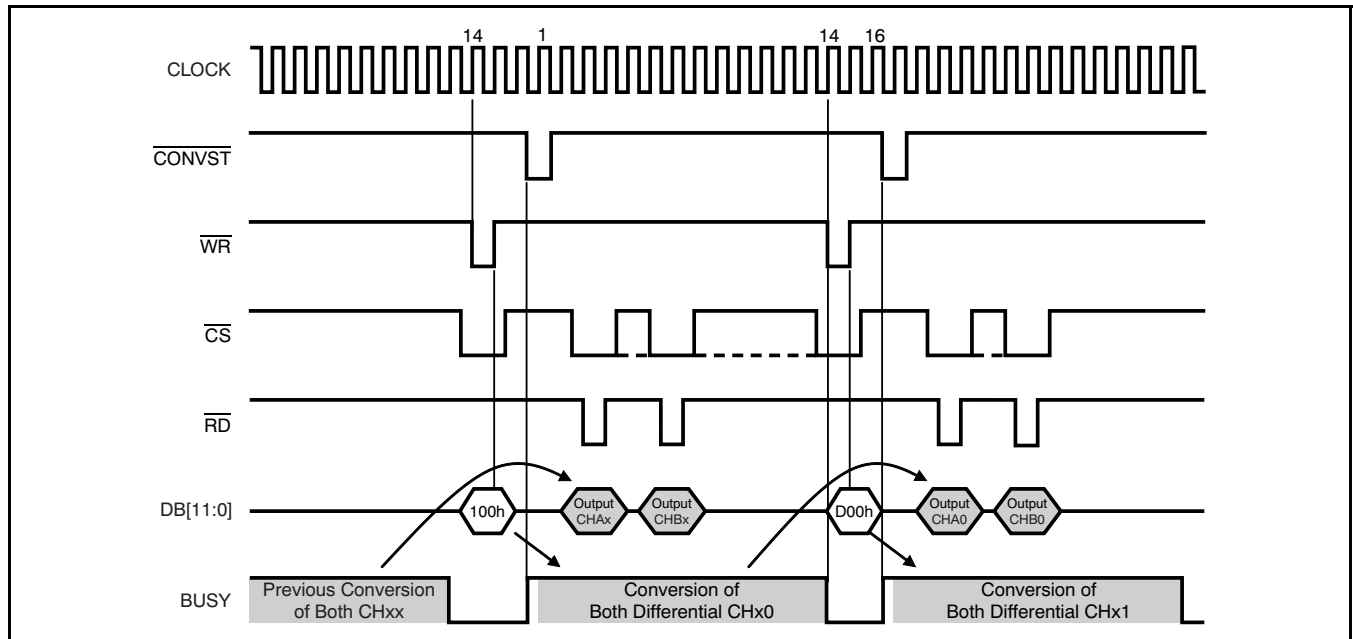 14 1 14 16
CLOCK
CONVST
WR
CS
RD
DB[11:0]
100h
Output
CHAx
Output
CHBx
D00h
Output
CHA0
Output
CHB0
BUSY
Previous Conversion
of Both CHxx
Conversion of
Both Differential CHx0
Conversion of
Both Differential CHx1